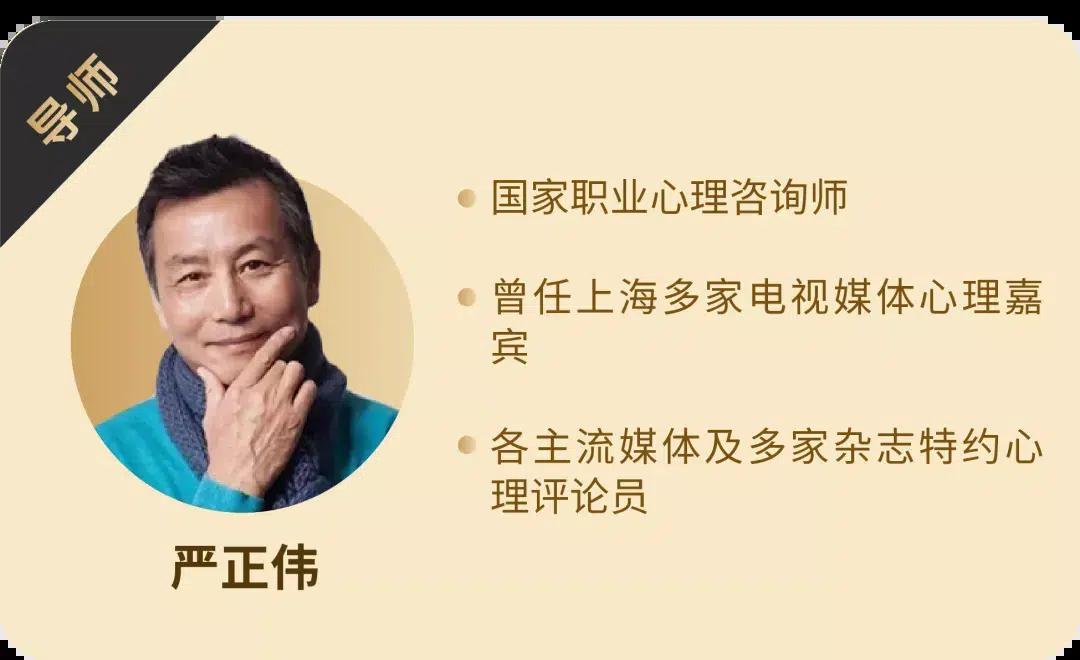 导师
国家职业心理咨询师
曾任上海多家电视媒体心理嘉
宾
各主流媒体及多家杂志特约心
理评论员
严正伟